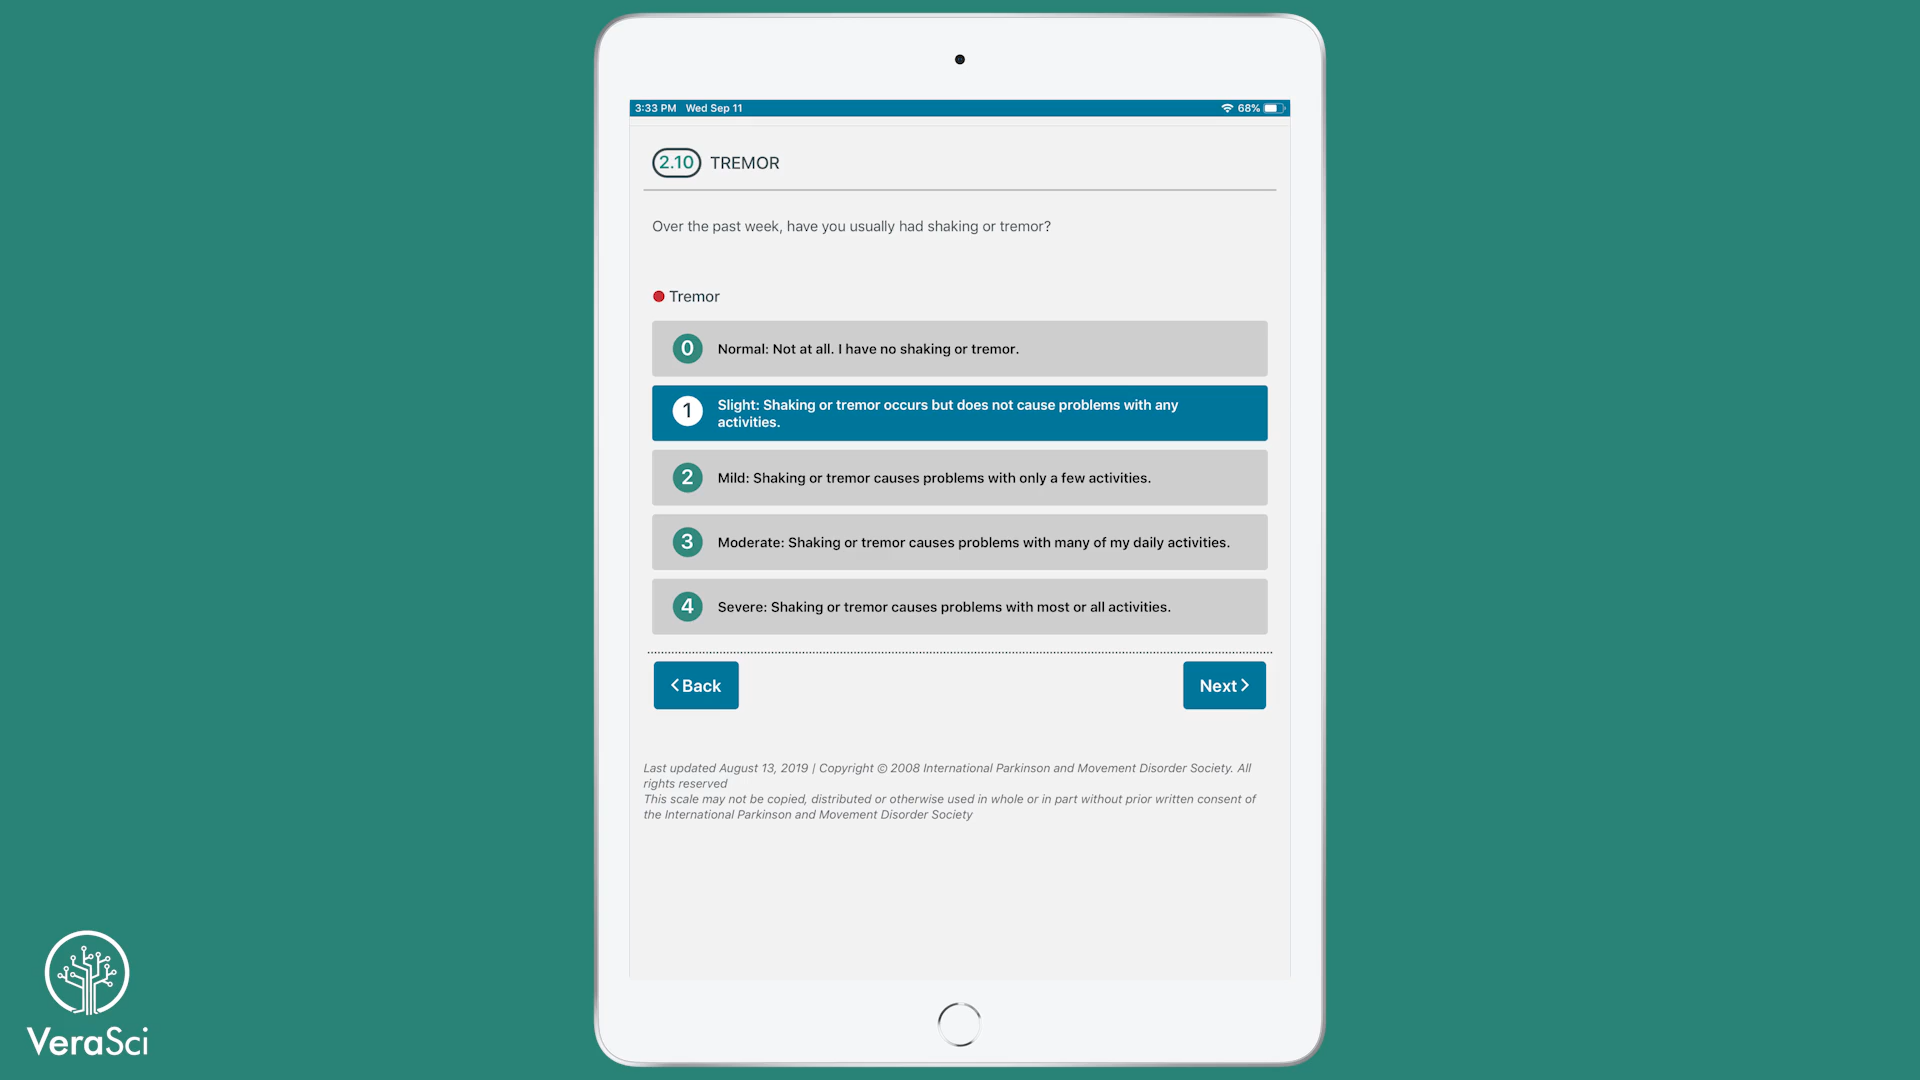 3:33 PM Wed Sep 11 68%
2.10 TREMOR
Over the past week, have you usually had shaking or tremor?
Tremor
0 Normal: Not at all. I have no shaking or tremor.
1 Slight: Shaking or tremor occurs but does not cause problems with any
activities.
2 Mild: Shaking or tremor causes problems with only a few activities.
3 Moderate: Shaking or tremor causes problems with many of my daily activities.
4 Severe: Shaking or tremor causes problems with most or all activities.
Back Next
Last updated August 13, 2019 | Copyright © 2008 International Parkinson and Movement Disorder Society. All
rights reserved
This scale may not be copied, distributed or otherwise used in whole or in part without prior written consent of
the International Parkinson and Movement Disorder Society
VeraSci